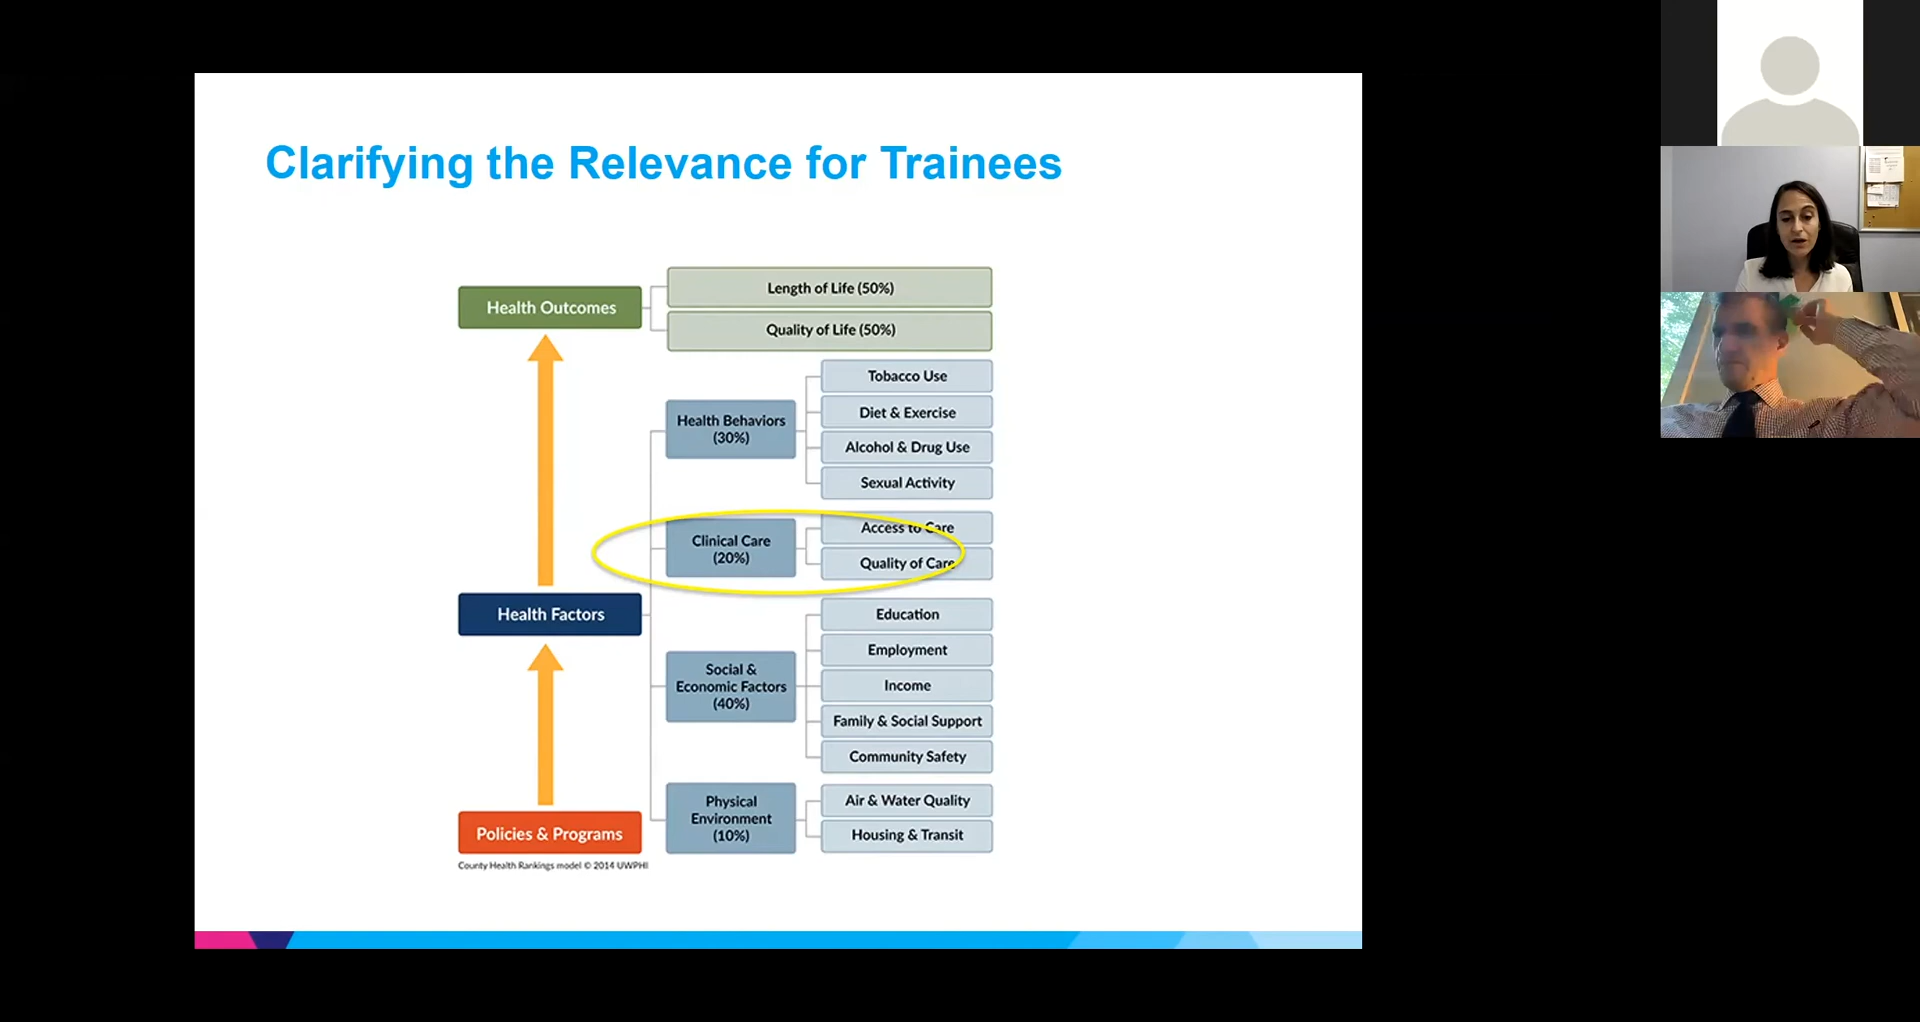 Clarifying the Relevance for Trainees
Health Outcomes
Length of Life (50%)
Quality of Life (50%)
Health Behaviors
(30%)
Tobacco Use
Diet & Exercise
Alcohol & Drug Use
Sexual Activity
Clinical Care
(20%)
Access to Care
Quality of Care
Health Factors
Social &
Economic Factors
(40%)
Education
Employment
Income
Family & Social Support
Community Safety
Physical
Environment
(10%)
Air & Water Quality
Housing & Transit
Policies & Programs
County Health Rankings model © 2014 UWPHI